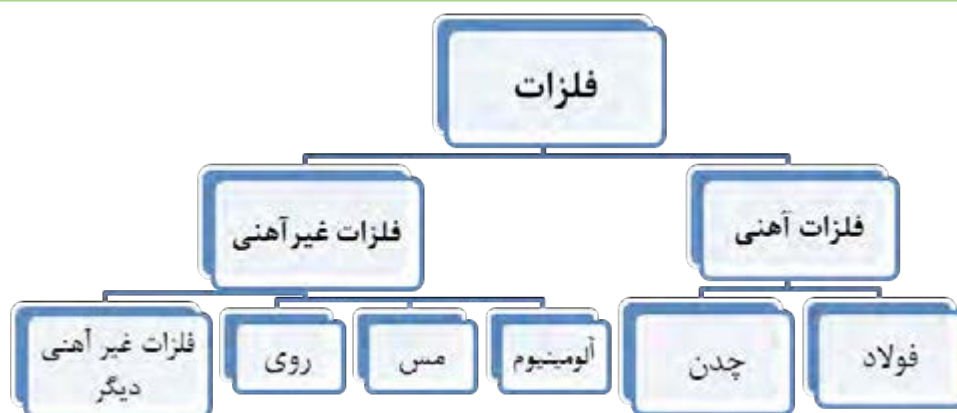 فلزات
فلزات آهنی
فلزات غیرآهنی
فولاد
چدن
آلومینیوم
مس
روی
فلزات غیر آهنی
دیگر